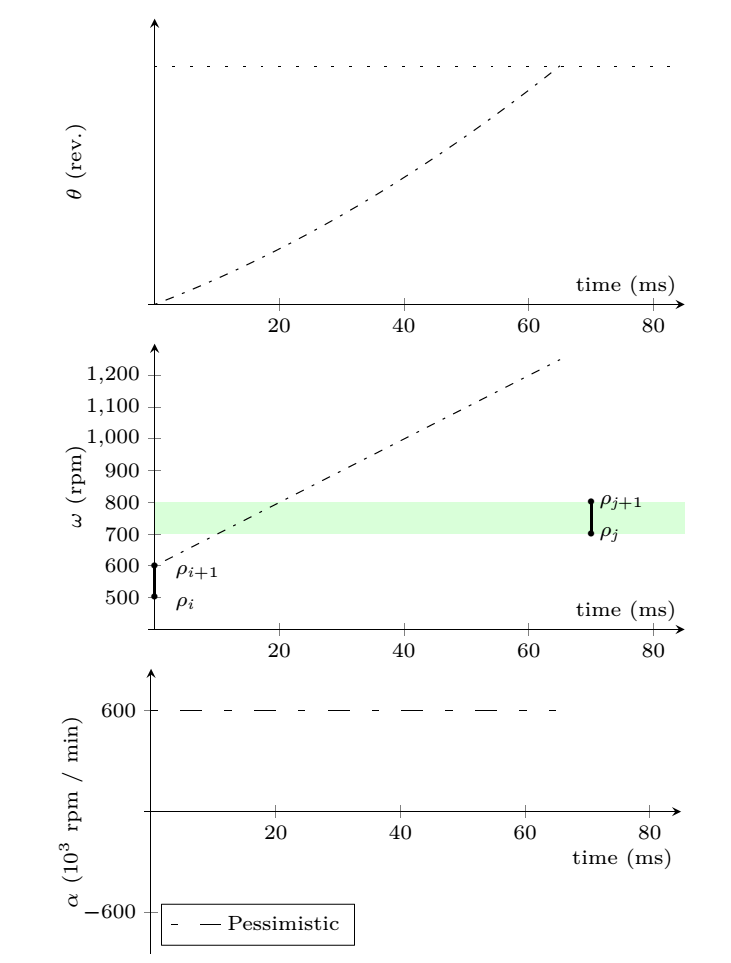 θ (rev.)
time (ms)
20 40 60 80
ω (rpm)
1,200
1,100
1,000
900
800
700
600
500
ρj+1
ρj
ρi+1
ρi
time (ms)
20 40 60 80
α (10³ rpm / min)
600
20 40 60 80
time (ms)
−600
Pessimistic